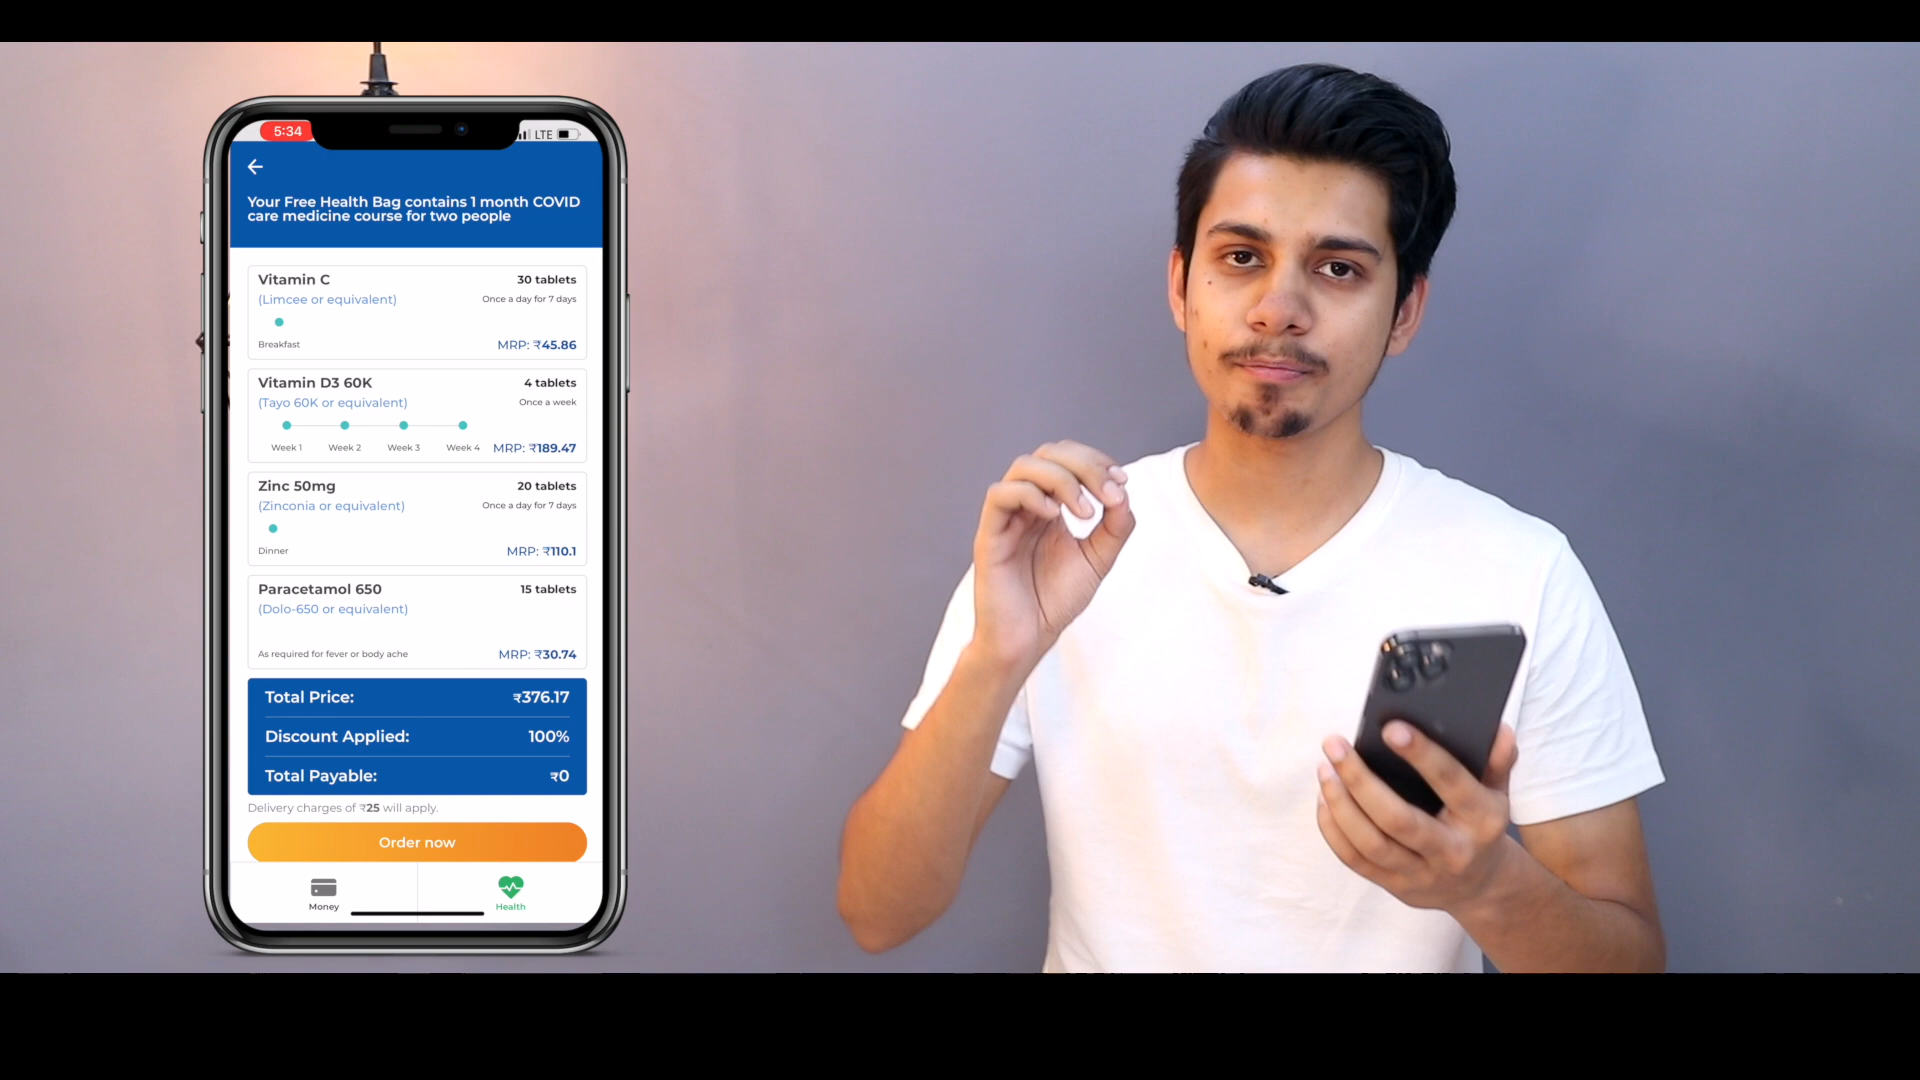 5:34
LTE
Your Free Health Bag contains 1 month COVID
care medicine course for two people
Vitamin C
30 tablets
(Limcee or equivalent)
Once a day for 7 days
Breakfast
MRP: ₹45.86
Vitamin D3 60K
4 tablets
(Tayo 60K or equivalent)
Once a week
Week 1 Week 2 Week 3 Week 4
MRP: ₹189.47
Zinc 50mg
20 tablets
(Zinconia or equivalent)
Once a day for 7 days
Dinner
MRP: ₹110.1
Paracetamol 650
15 tablets
(Dolo-650 or equivalent)
As required for fever or body ache
MRP: ₹30.74
Total Price: ₹376.17
Discount Applied: 100%
Total Payable: ₹0
Delivery charges of ₹25 will apply.
Order now
Money
Health